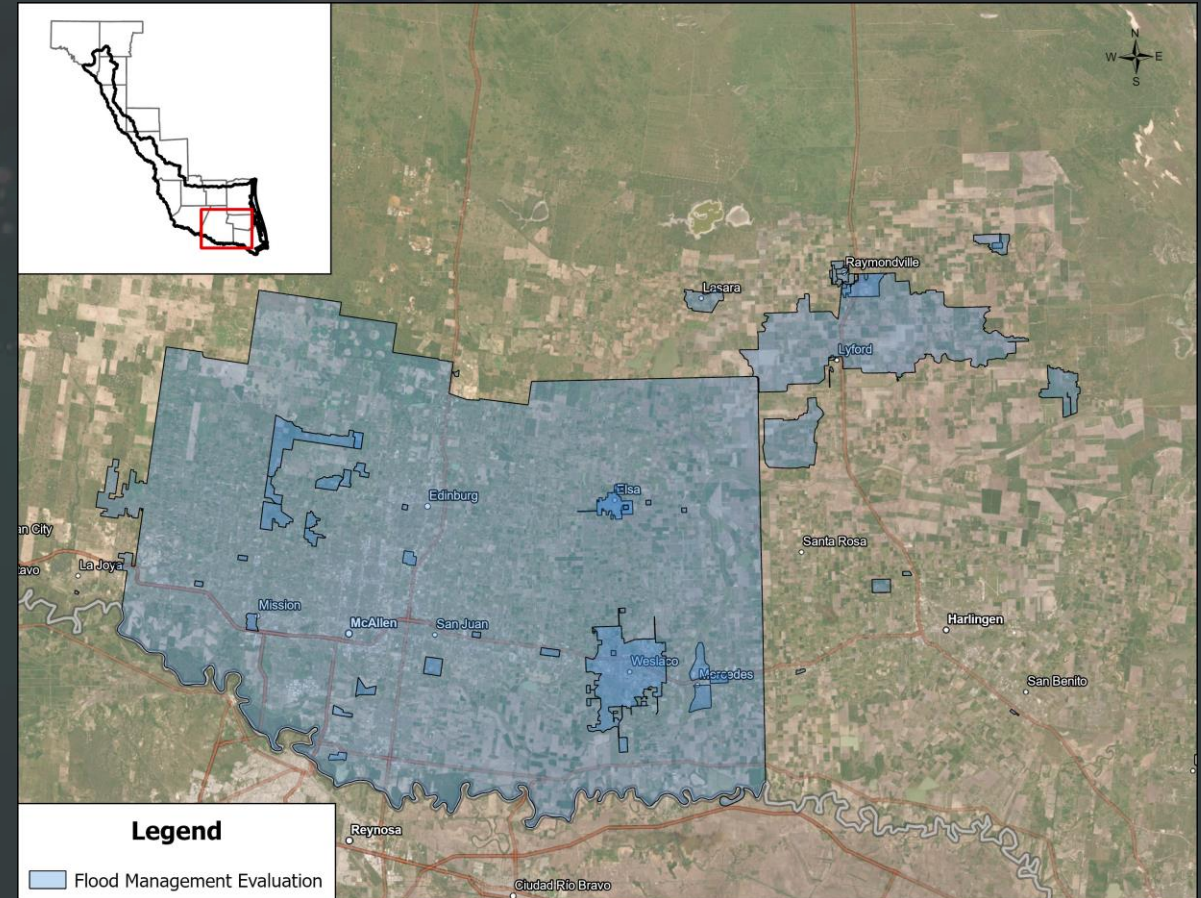 N
W E
S
Raymondville
Lasara
Lyford
Elsa
Edinburg
an City
Santa Rosa
tavo
La Joya
Mission
McAllen
San Juan
Harlingen
Weslaco
Mercedes
San Benito
Reynosa
Ciudad Río Bravo
Legend
Flood Management Evaluation